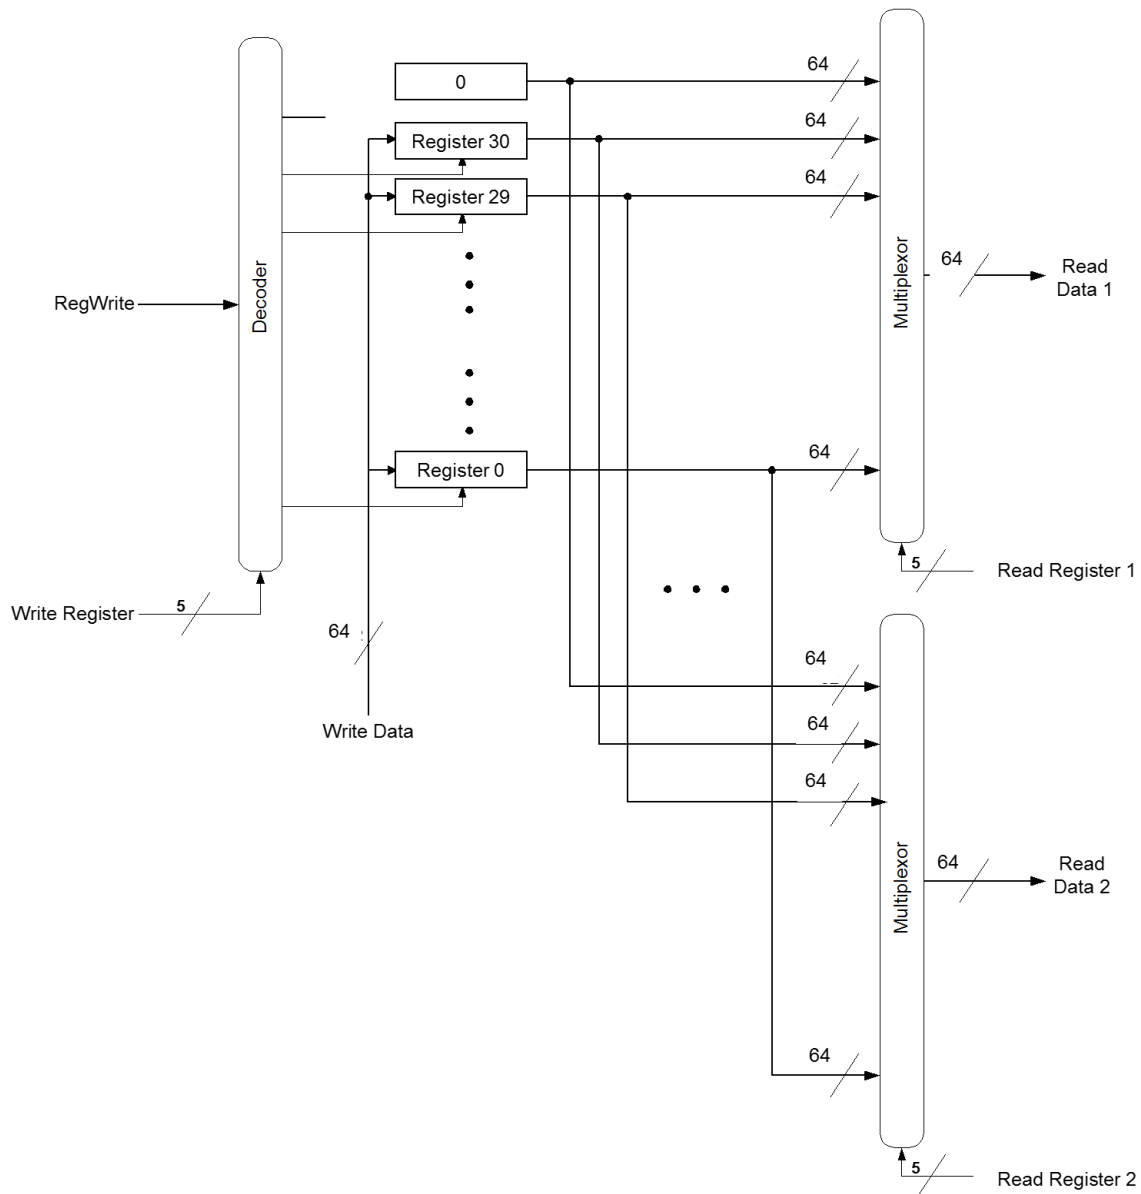 0
64
Register 30
64
Register 29
64
RegWrite
Decoder
Multiplexor
64
Read
Data 1
Register 0
64
5
Read Register 1
Write Register
5
64
Write Data
64
64
64
Multiplexor
64
Read
Data 2
64
5
Read Register 2